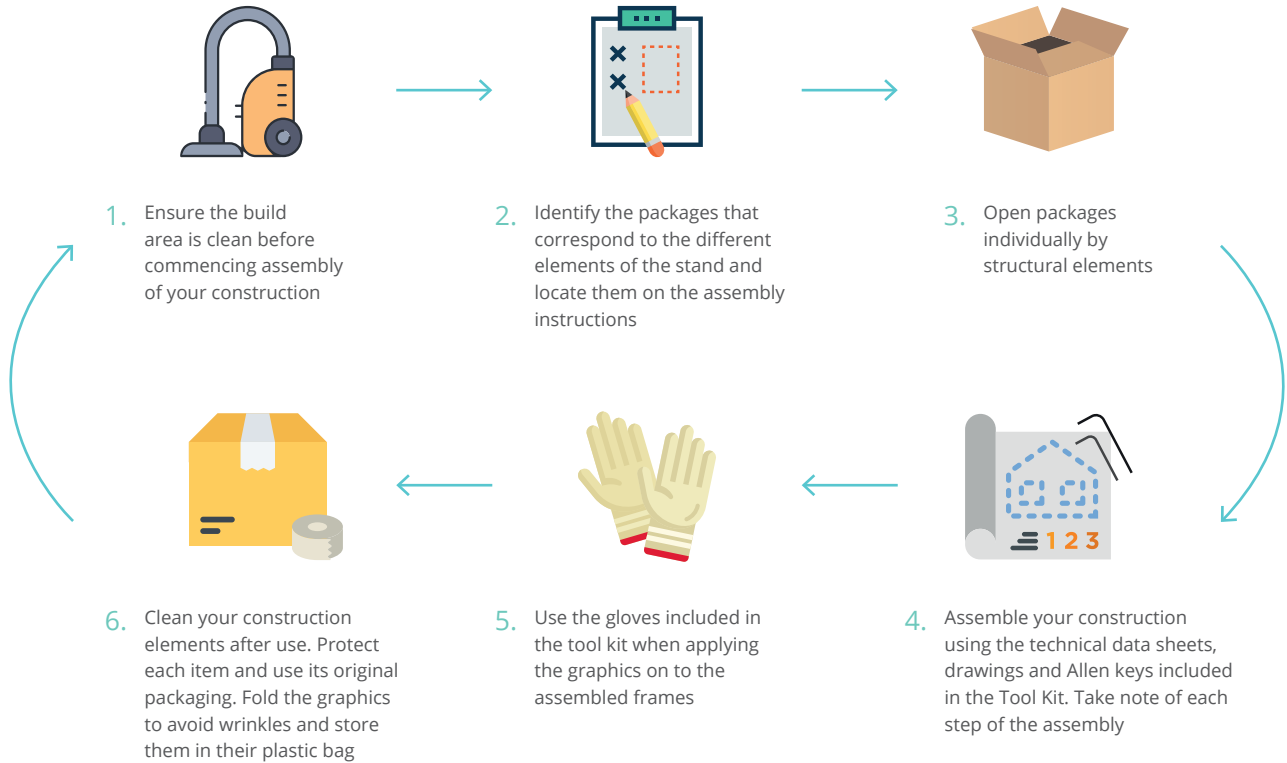 1. Ensure the build
area is clean before
commencing assembly
of your construction
2. Identify the packages that
correspond to the different
elements of the stand and
locate them on the assembly
instructions
3. Open packages
individually by
structural elements
1 2 3
4. Assemble your construction
using the technical data sheets,
drawings and Allen keys included
in the Tool Kit. Take note of each
step of the assembly
5. Use the gloves included in
the tool kit when applying
the graphics on to the
assembled frames
6. Clean your construction
elements after use. Protect
each item and use its original
packaging. Fold the graphics
to avoid wrinkles and store
them in their plastic bag